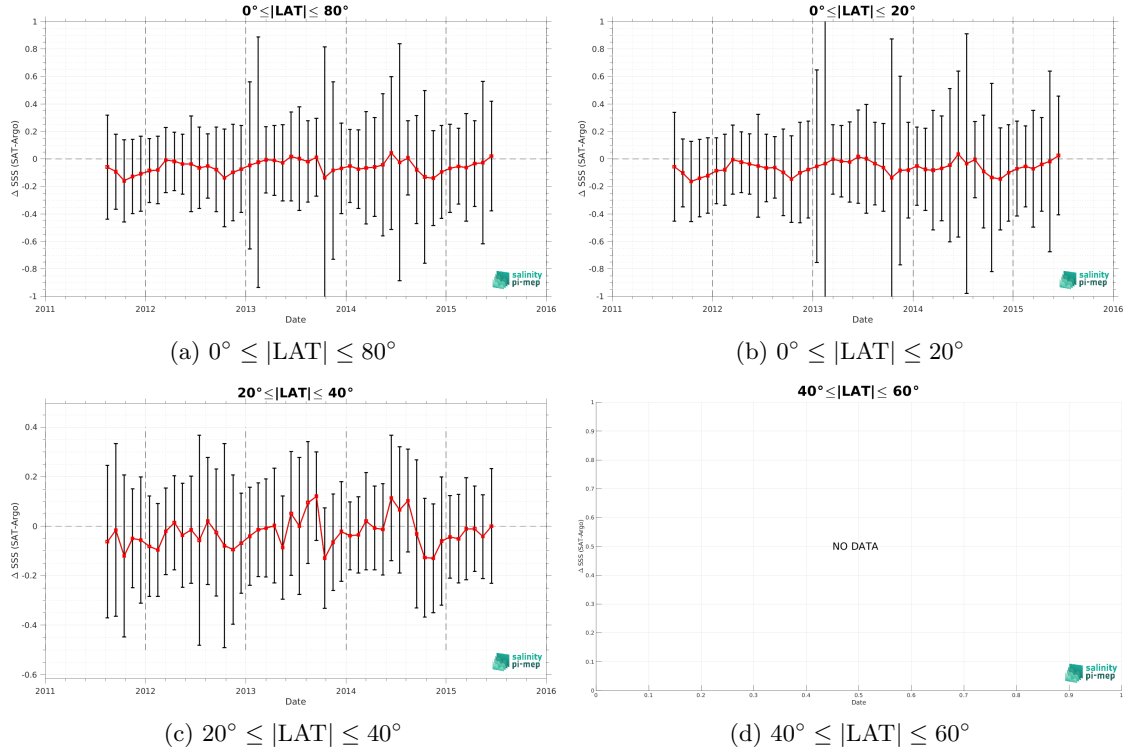 0°≤|LAT|≤ 80°
1
0.8
0.6
0.4
0.2
0
-0.2
-0.4
-0.6
-0.8
-1
Δ SSS (SAT-Argo)
2011 2012 2013 2014 2015 2016
Date
salinity
pi-mep
(a) 0° ≤ |LAT| ≤ 80°
0°≤|LAT|≤ 20°
1
0.8
0.6
0.4
0.2
0
-0.2
-0.4
-0.6
-0.8
-1
Δ SSS (SAT-Argo)
2011 2012 2013 2014 2015 2016
Date
salinity
pi-mep
(b) 0° ≤ |LAT| ≤ 20°
20°≤|LAT|≤ 40°
0.4
0.2
0
-0.2
-0.4
-0.6
Δ SSS (SAT-Argo)
2011 2012 2013 2014 2015 2016
Date
salinity
pi-mep
(c) 20° ≤ |LAT| ≤ 40°
40°≤|LAT|≤ 60°
1
0.9
0.8
0.7
0.6
0.5
0.4
0.3
0.2
0.1
0
Δ SSS (SAT-Argo)
NO DATA
0 0.1 0.2 0.3 0.4 0.5 0.6 0.7 0.8 0.9 1
Date
salinity
pi-mep
(d) 40° ≤ |LAT| ≤ 60°